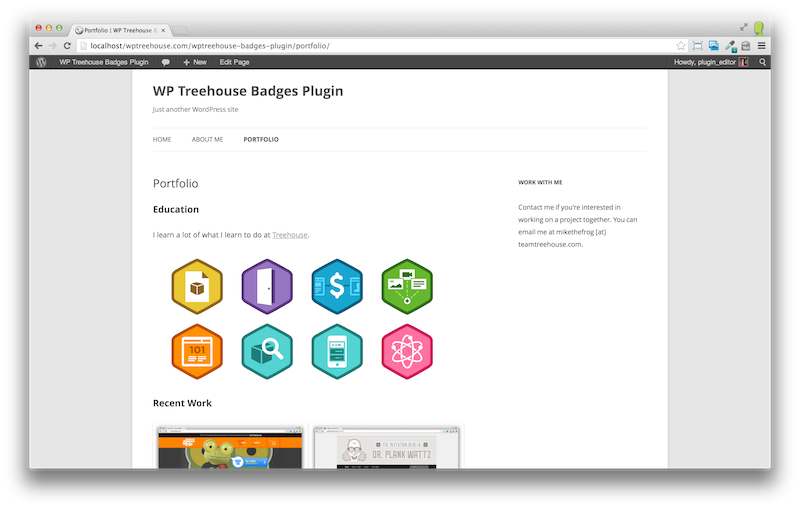 Portfolio | WP Treehouse B
localhost/wptreehouse.com/wptreehouse-badges-plugin/portfolio/
WP Treehouse Badges Plugin
New
Edit Page
Howdy, plugin_editor
WP Treehouse Badges Plugin
Just another WordPress site
HOME
ABOUT ME
PORTFOLIO
Portfolio
Education
I learn a lot of what I learn to do at Treehouse.
$
101
Recent Work
DR. PLANK WATTZ
WORK WITH ME
Contact me if you're interested in
working on a project together. You can
email me at mikethefrog [at]
teamtreehouse.com.